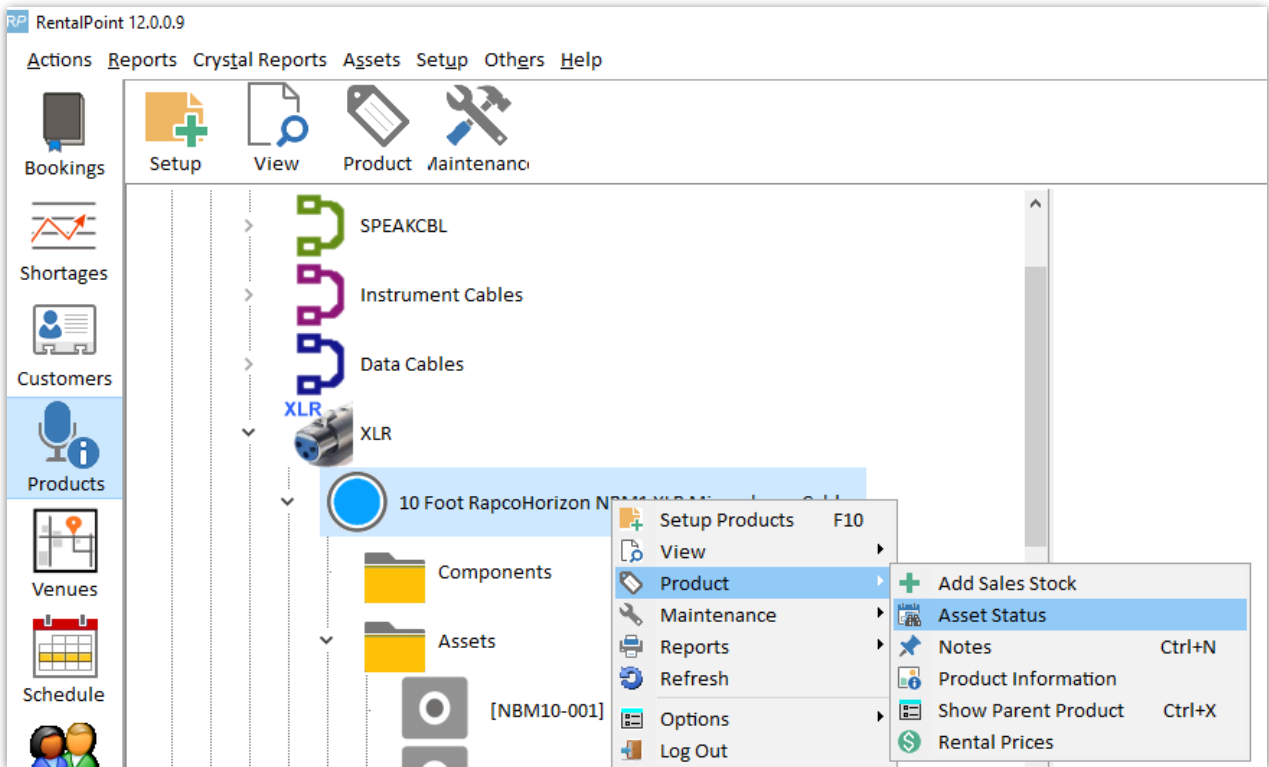 RP RentalPoint 12.0.0.9
Actions Reports Crystal Reports Assets Setup Others Help
Setup View Product Maintenanc
Bookings
Shortages
Customers
Products
Venues
Schedule
SPEAKCBL
Instrument Cables
Data Cables
XLR
XLR
10 Foot RapcoHorizon
Components
Assets
[NBM10-001]
Setup Products F10
View
Product
Maintenance
Reports
Refresh
Options
Log Out
Add Sales Stock
Asset Status
Notes Ctrl+N
Product Information
Show Parent Product Ctrl+X
Rental Prices